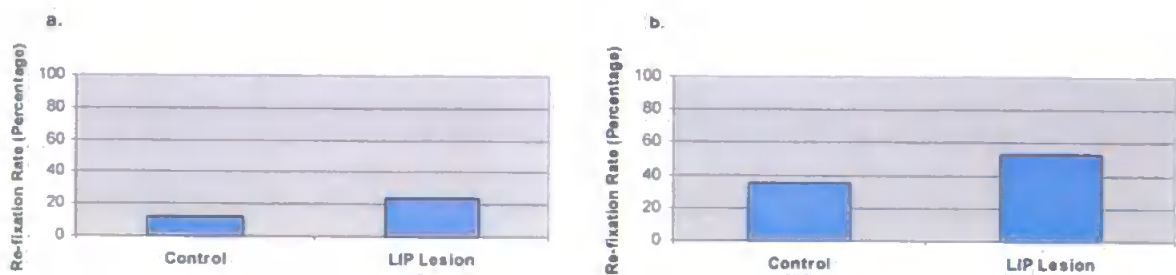 a.
Re-fixation Rate (Percentage)
100
80
60
40
20
0
Control
LIP Lesion
b.
Re-fixation Rate (Percentage)
100
80
60
40
20
0
Control
LIP Lesion